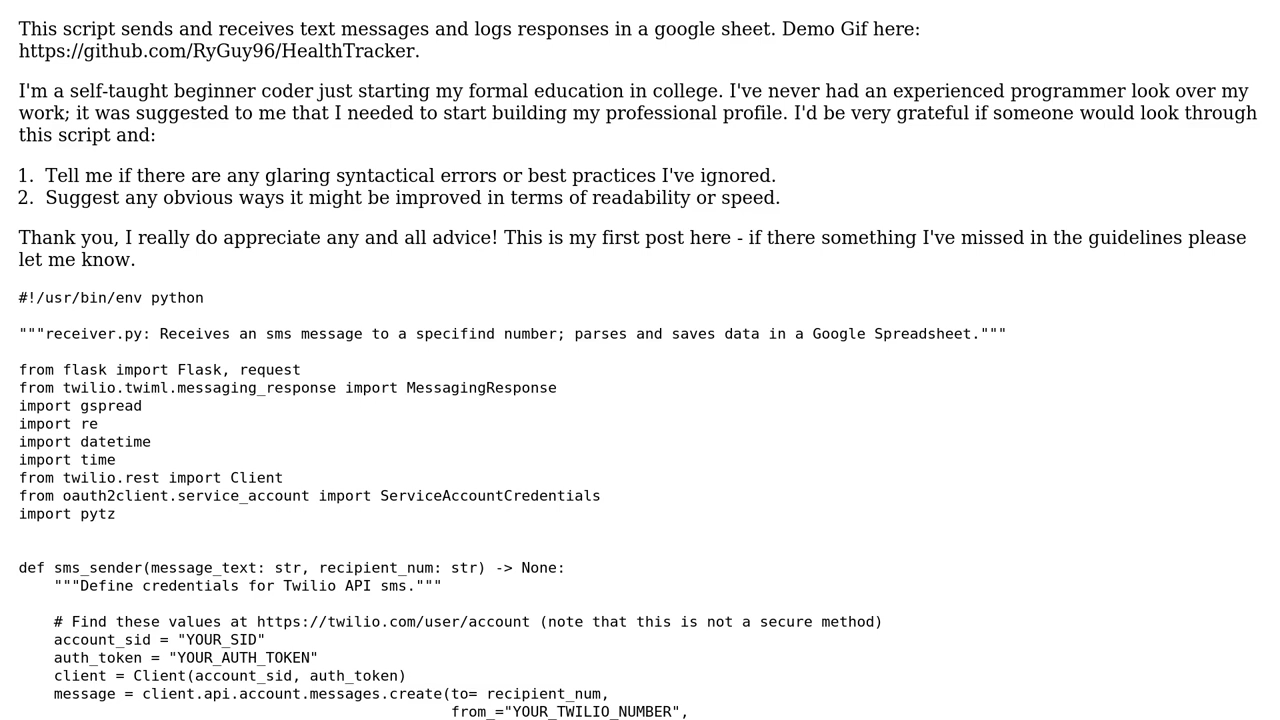 This script sends and receives text messages and logs responses in a google sheet. Demo Gif here:
https://github.com/RyGuy96/HealthTracker.
I'm a self-taught beginner coder just starting my formal education in college. I've never had an experienced programmer look over my
work; it was suggested to me that I needed to start building my professional profile. I'd be very grateful if someone would look through
this script and:
1. Tell me if there are any glaring syntactical errors or best practices I've ignored.
2. Suggest any obvious ways it might be improved in terms of readability or speed.
Thank you, I really do appreciate any and all advice! This is my first post here - if there something I've missed in the guidelines please
let me know.
#!/usr/bin/env python
"""receiver.py: Receives an sms message to a specifind number; parses and saves data in a Google Spreadsheet."""
from flask import Flask, request
from twilio.twiml.messaging_response import MessagingResponse
import gspread
import re
import datetime
import time
from twilio.rest import Client
from oauth2client.service_account import ServiceAccountCredentials
import pytz
def sms_sender(message_text: str, recipient_num: str) -> None:
    """Define credentials for Twilio API sms."""
    # Find these values at https://twilio.com/user/account (note that this is not a secure method)
    account_sid = "YOUR_SID"
    auth_token = "YOUR_AUTH_TOKEN"
    client = Client(account_sid, auth_token)
    message = client.api.account.messages.create(to= recipient_num,
                                                 from_="YOUR_TWILIO_NUMBER",